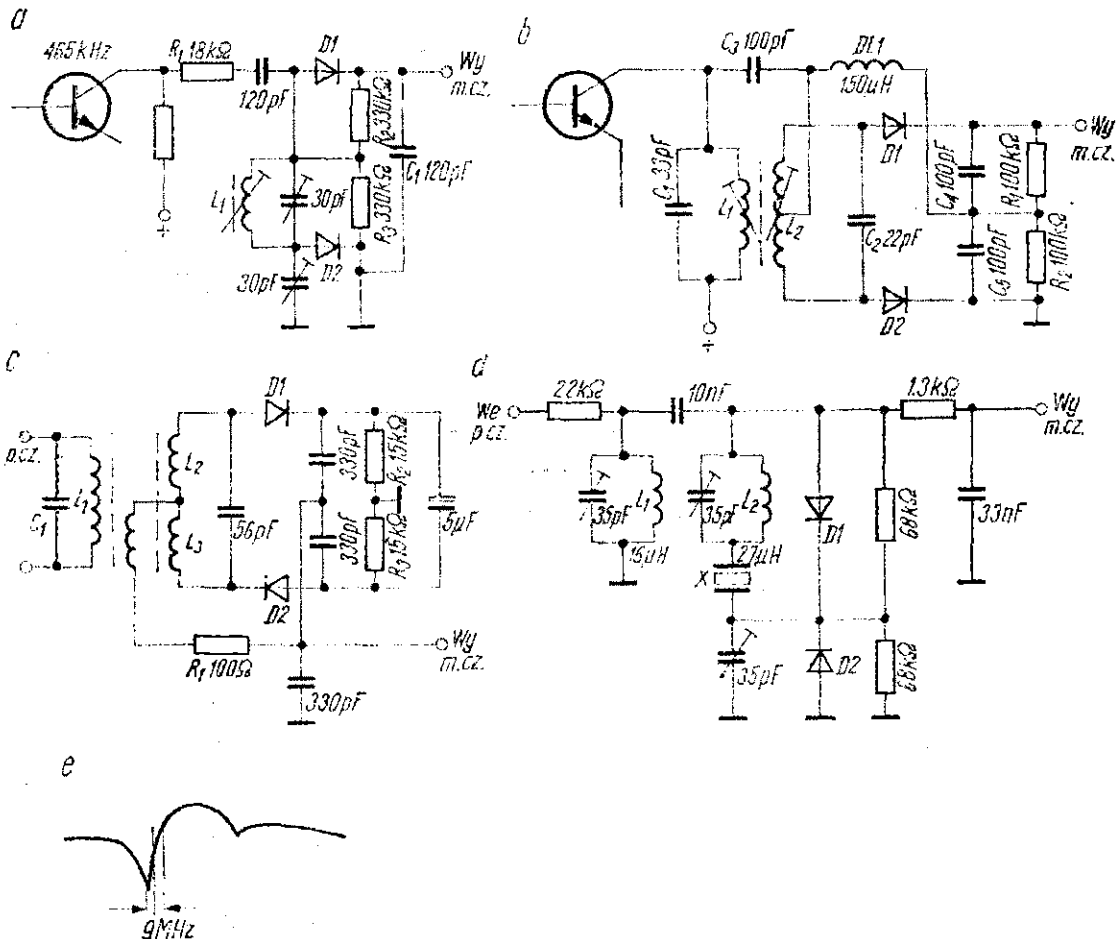 a
465kHz
R1 18kΩ
120pF
D1
Wy
m.cz.
R2 330kΩ
C1 120pF
L1
30pF
R3 330kΩ
D2
30pF
+
b
C3 100pF
DŁ1
150μH
C1 33pF
L1
L2
C2 22pF
D1
D2
C4 100pF
R1 100kΩ
C5 100pF
R2 100kΩ
Wy
m.cz.
+
c
p.cz.
C1
L1
L2
L3
56pF
D1
D2
330pF
R2 15kΩ
330pF
R3 15kΩ
5μF
R1 100Ω
330pF
Wy
m.cz.
d
We
p.cz.
22kΩ
10nF
1.3kΩ
Wy
m.cz.
35pF
L1
15μH
35pF
L2
27μH
X
35pF
D1
D2
68kΩ
68kΩ
33nF
e
9MHz